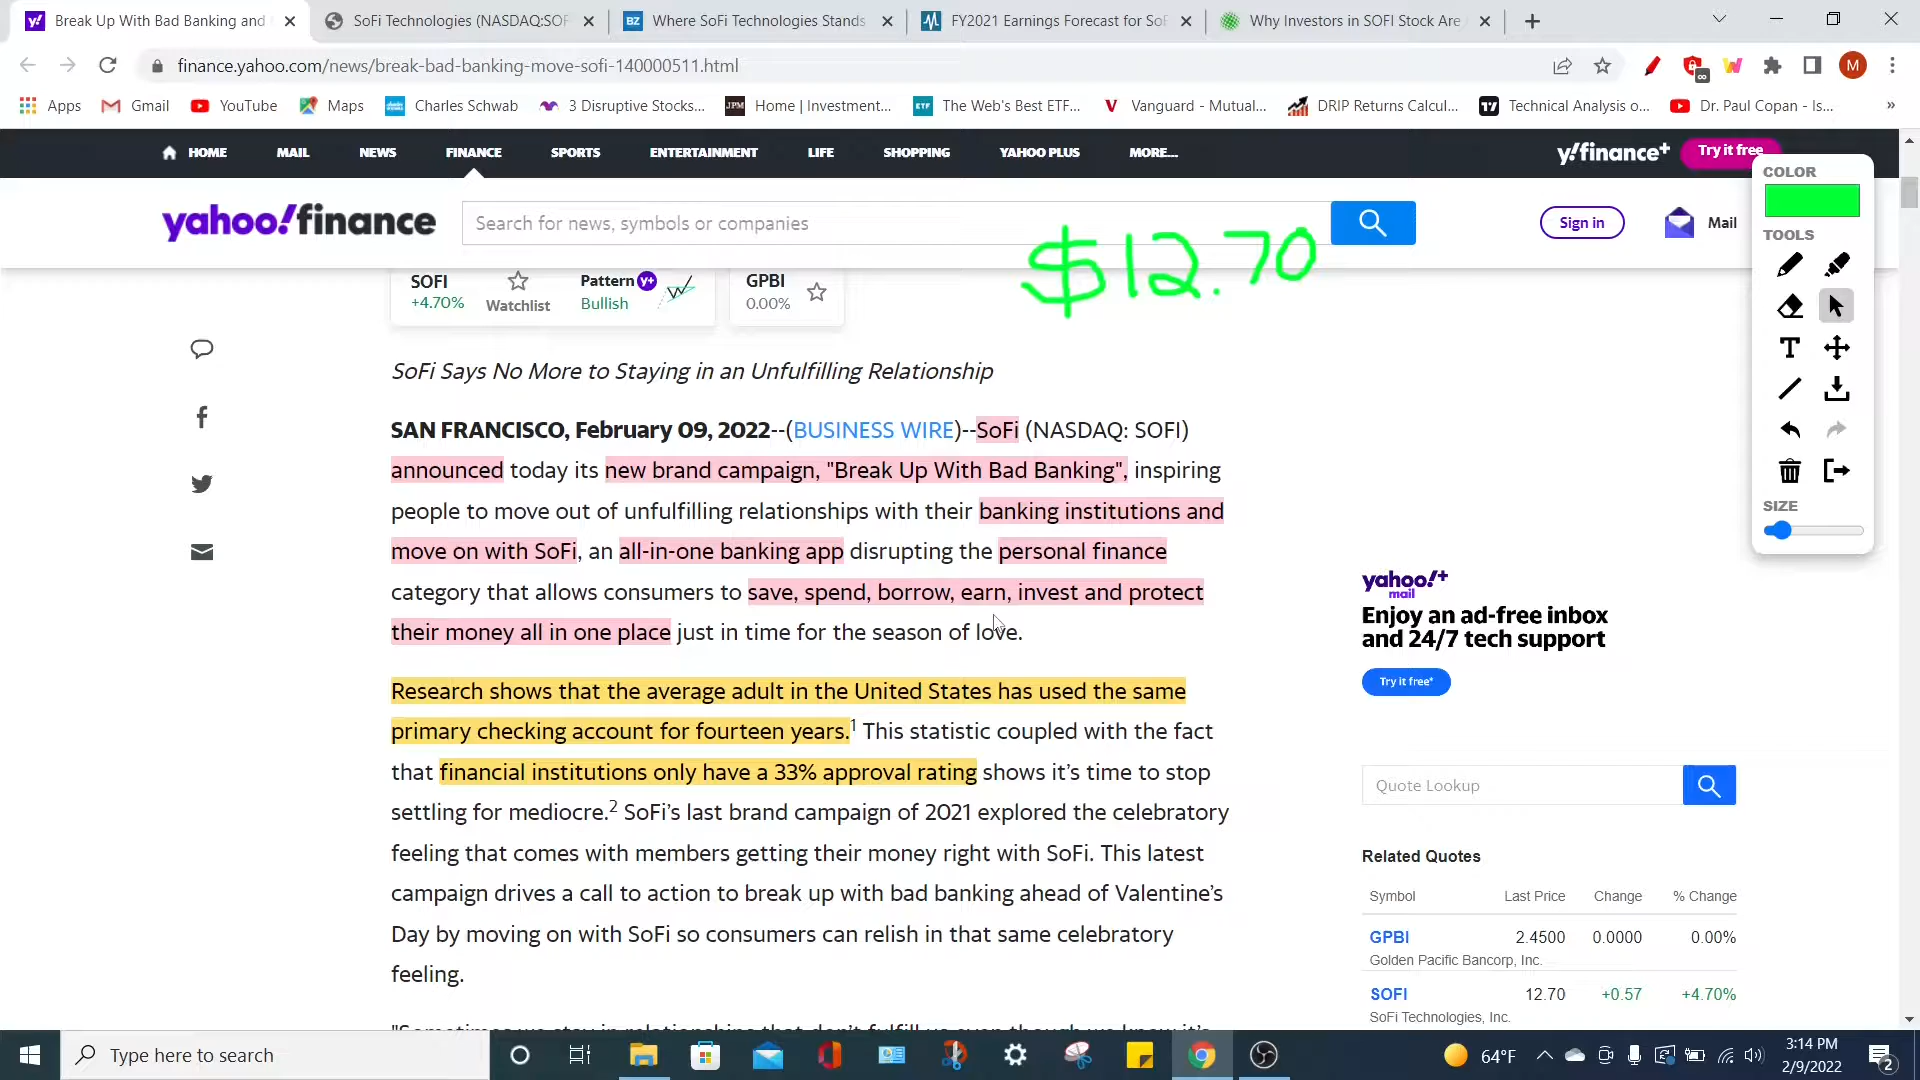 Break Up With Bad Banking and
SoFi Technologies (NASDAQ:SOF
Where SoFi Technologies Stands
FY2021 Earnings Forecast for SoF
Why Investors in SOFI Stock Are
finance.yahoo.com/news/break-bad-banking-move-sofi-140000511.html
M
Apps
Gmail
YouTube
Maps
Charles Schwab
3 Disruptive Stocks...
Home | Investment...
The Web's Best ETF...
Vanguard - Mutual...
DRIP Returns Calcul...
Technical Analysis o...
Dr. Paul Copan - Is...
»
HOME
MAIL
NEWS
FINANCE
SPORTS
ENTERTAINMENT
LIFE
SHOPPING
YAHOO PLUS
MORE...
y!finance+
Try it free
yahoo!finance
Search for news, symbols or companies
Sign in
Mail
$12.70
COLOR
TOOLS
T
SIZE
SOFI
+4.70%
Watchlist
Pattern y+
Bullish
GPBI
0.00%
SoFi Says No More to Staying in an Unfulfilling Relationship
SAN FRANCISCO, February 09, 2022--(BUSINESS WIRE)--SoFi (NASDAQ: SOFI)
announced today its new brand campaign, "Break Up With Bad Banking", inspiring
people to move out of unfulfilling relationships with their banking institutions and
move on with SoFi, an all-in-one banking app disrupting the personal finance
category that allows consumers to save, spend, borrow, earn, invest and protect
their money all in one place just in time for the season of love.
Research shows that the average adult in the United States has used the same
primary checking account for fourteen years.1 This statistic coupled with the fact
that financial institutions only have a 33% approval rating shows it’s time to stop
settling for mediocre.2 SoFi’s last brand campaign of 2021 explored the celebratory
feeling that comes with members getting their money right with SoFi. This latest
campaign drives a call to action to break up with bad banking ahead of Valentine’s
Day by moving on with SoFi so consumers can relish in that same celebratory
feeling.
"Sometimes we stay in relationships that don’t fulfill us even though we know it’s
yahoo!+
mail
Enjoy an ad-free inbox
and 24/7 tech support
Try it free*
Quote Lookup
Related Quotes
Symbol Last Price Change % Change
GPBI 2.4500 0.0000 0.00%
Golden Pacific Bancorp, Inc.
SOFI 12.70 +0.57 +4.70%
SoFi Technologies, Inc.
Type here to search
64°F
3:14 PM
2/9/2022
2